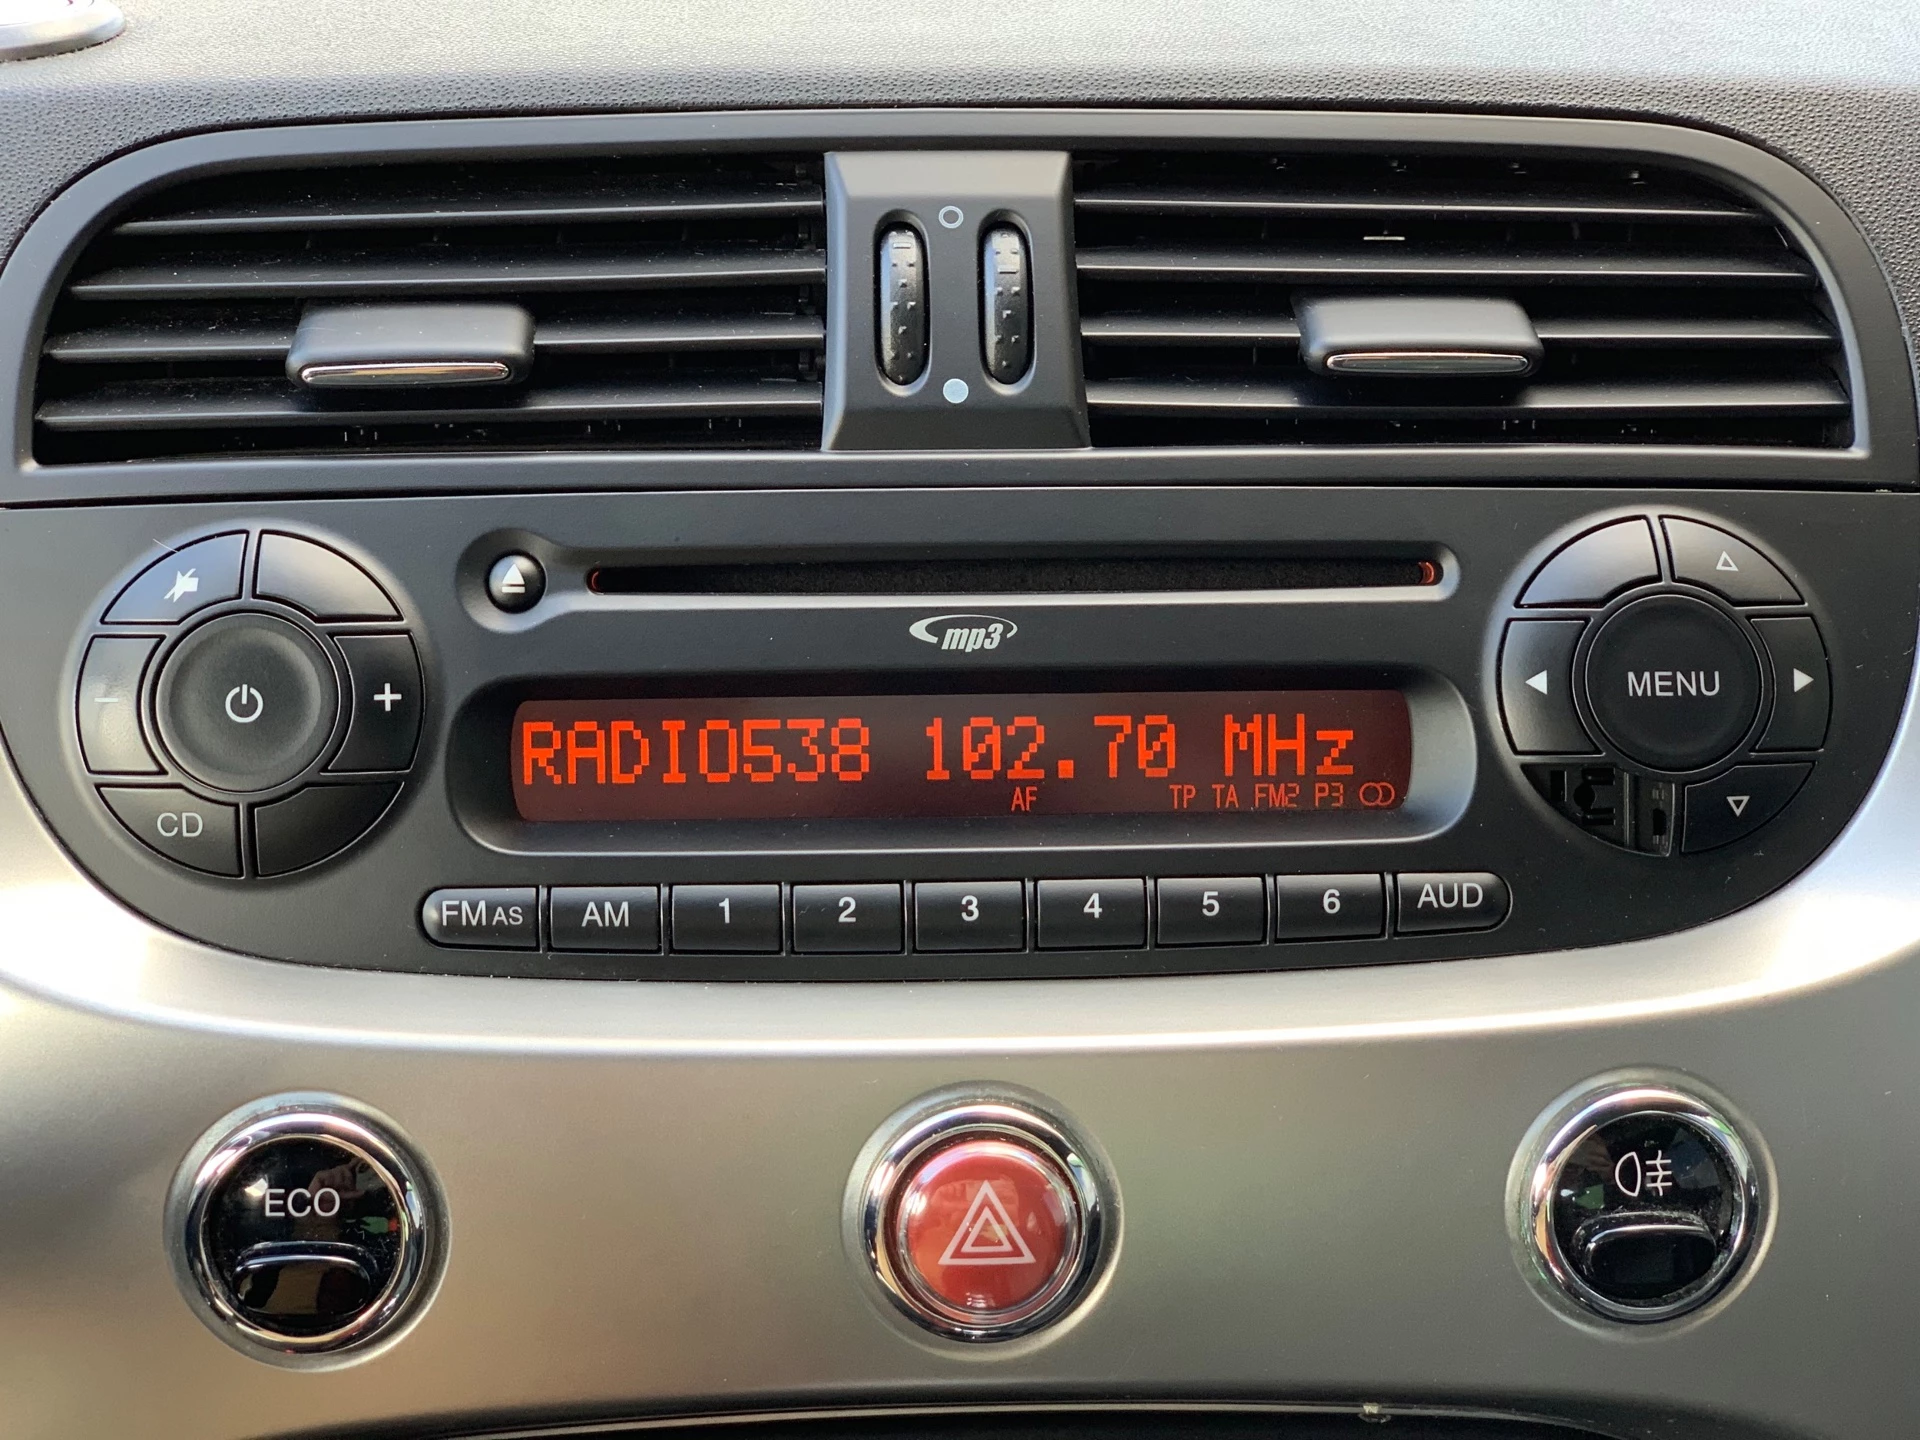 mp3
RADIO538 102.70 MHz
AF TP TA FM2 P3
MENU
CD
FM AS AM 1 2 3 4 5 6 AUD
ECO